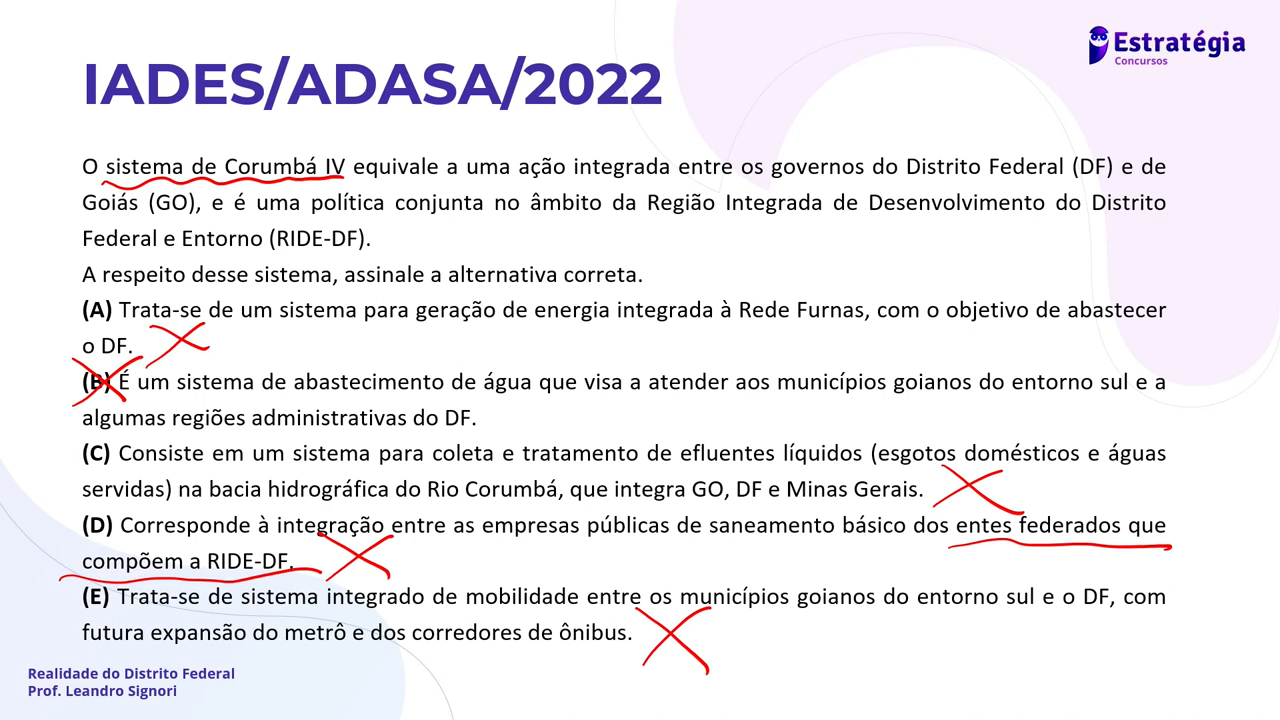 Estratégia
Concursos
IADES/ADASA/2022
O sistema de Corumbá IV equivale a uma ação integrada entre os governos do Distrito Federal (DF) e de
Goiás (GO), e é uma política conjunta no âmbito da Região Integrada de Desenvolvimento do Distrito
Federal e Entorno (RIDE-DF).
A respeito desse sistema, assinale a alternativa correta.
(A) Trata-se de um sistema para geração de energia integrada à Rede Furnas, com o objetivo de abastecer
o DF.
(B) É um sistema de abastecimento de água que visa a atender aos municípios goianos do entorno sul e a
algumas regiões administrativas do DF.
(C) Consiste em um sistema para coleta e tratamento de efluentes líquidos (esgotos domésticos e águas
servidas) na bacia hidrográfica do Rio Corumbá, que integra GO, DF e Minas Gerais.
(D) Corresponde à integração entre as empresas públicas de saneamento básico dos entes federados que
compõem a RIDE-DF.
(E) Trata-se de sistema integrado de mobilidade entre os municípios goianos do entorno sul e o DF, com
futura expansão do metrô e dos corredores de ônibus.
Realidade do Distrito Federal
Prof. Leandro Signori